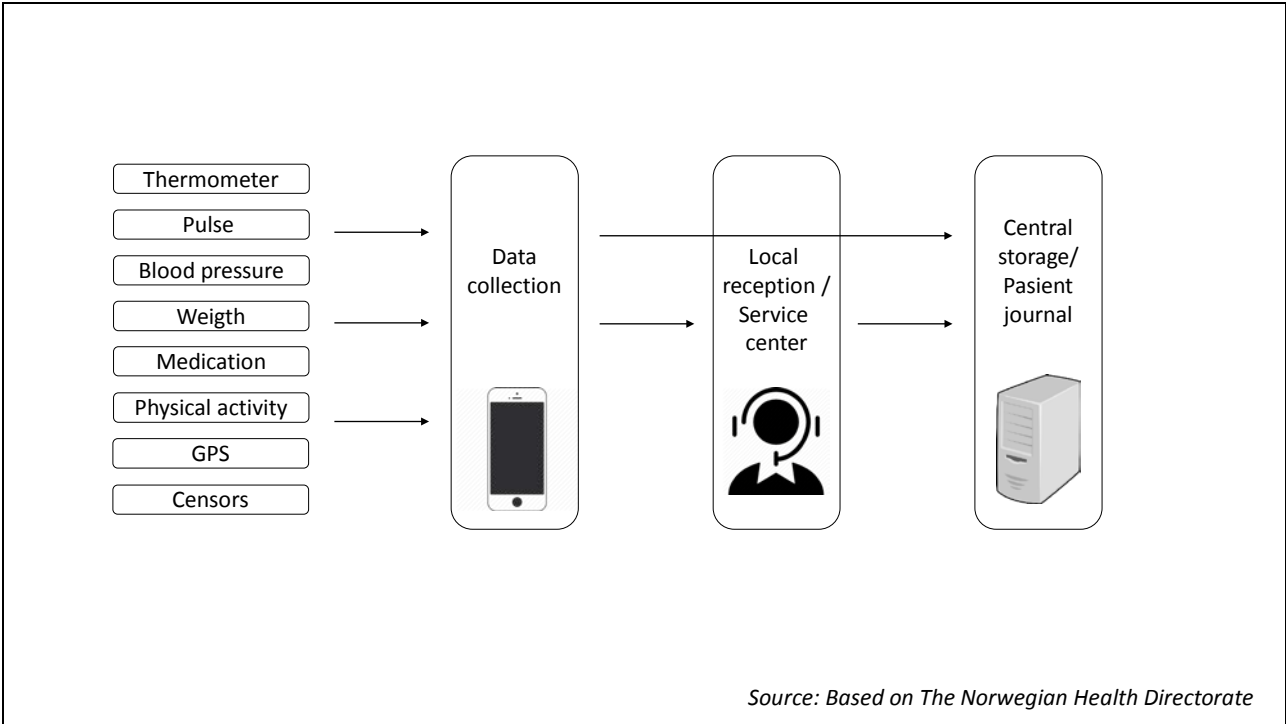 Thermometer
Pulse
Blood pressure
Weigth
Medication
Physical activity
GPS
Censors
Data
collection
Local
reception /
Service
center
Central
storage/
Pasient
journal
Source: Based on The Norwegian Health Directorate